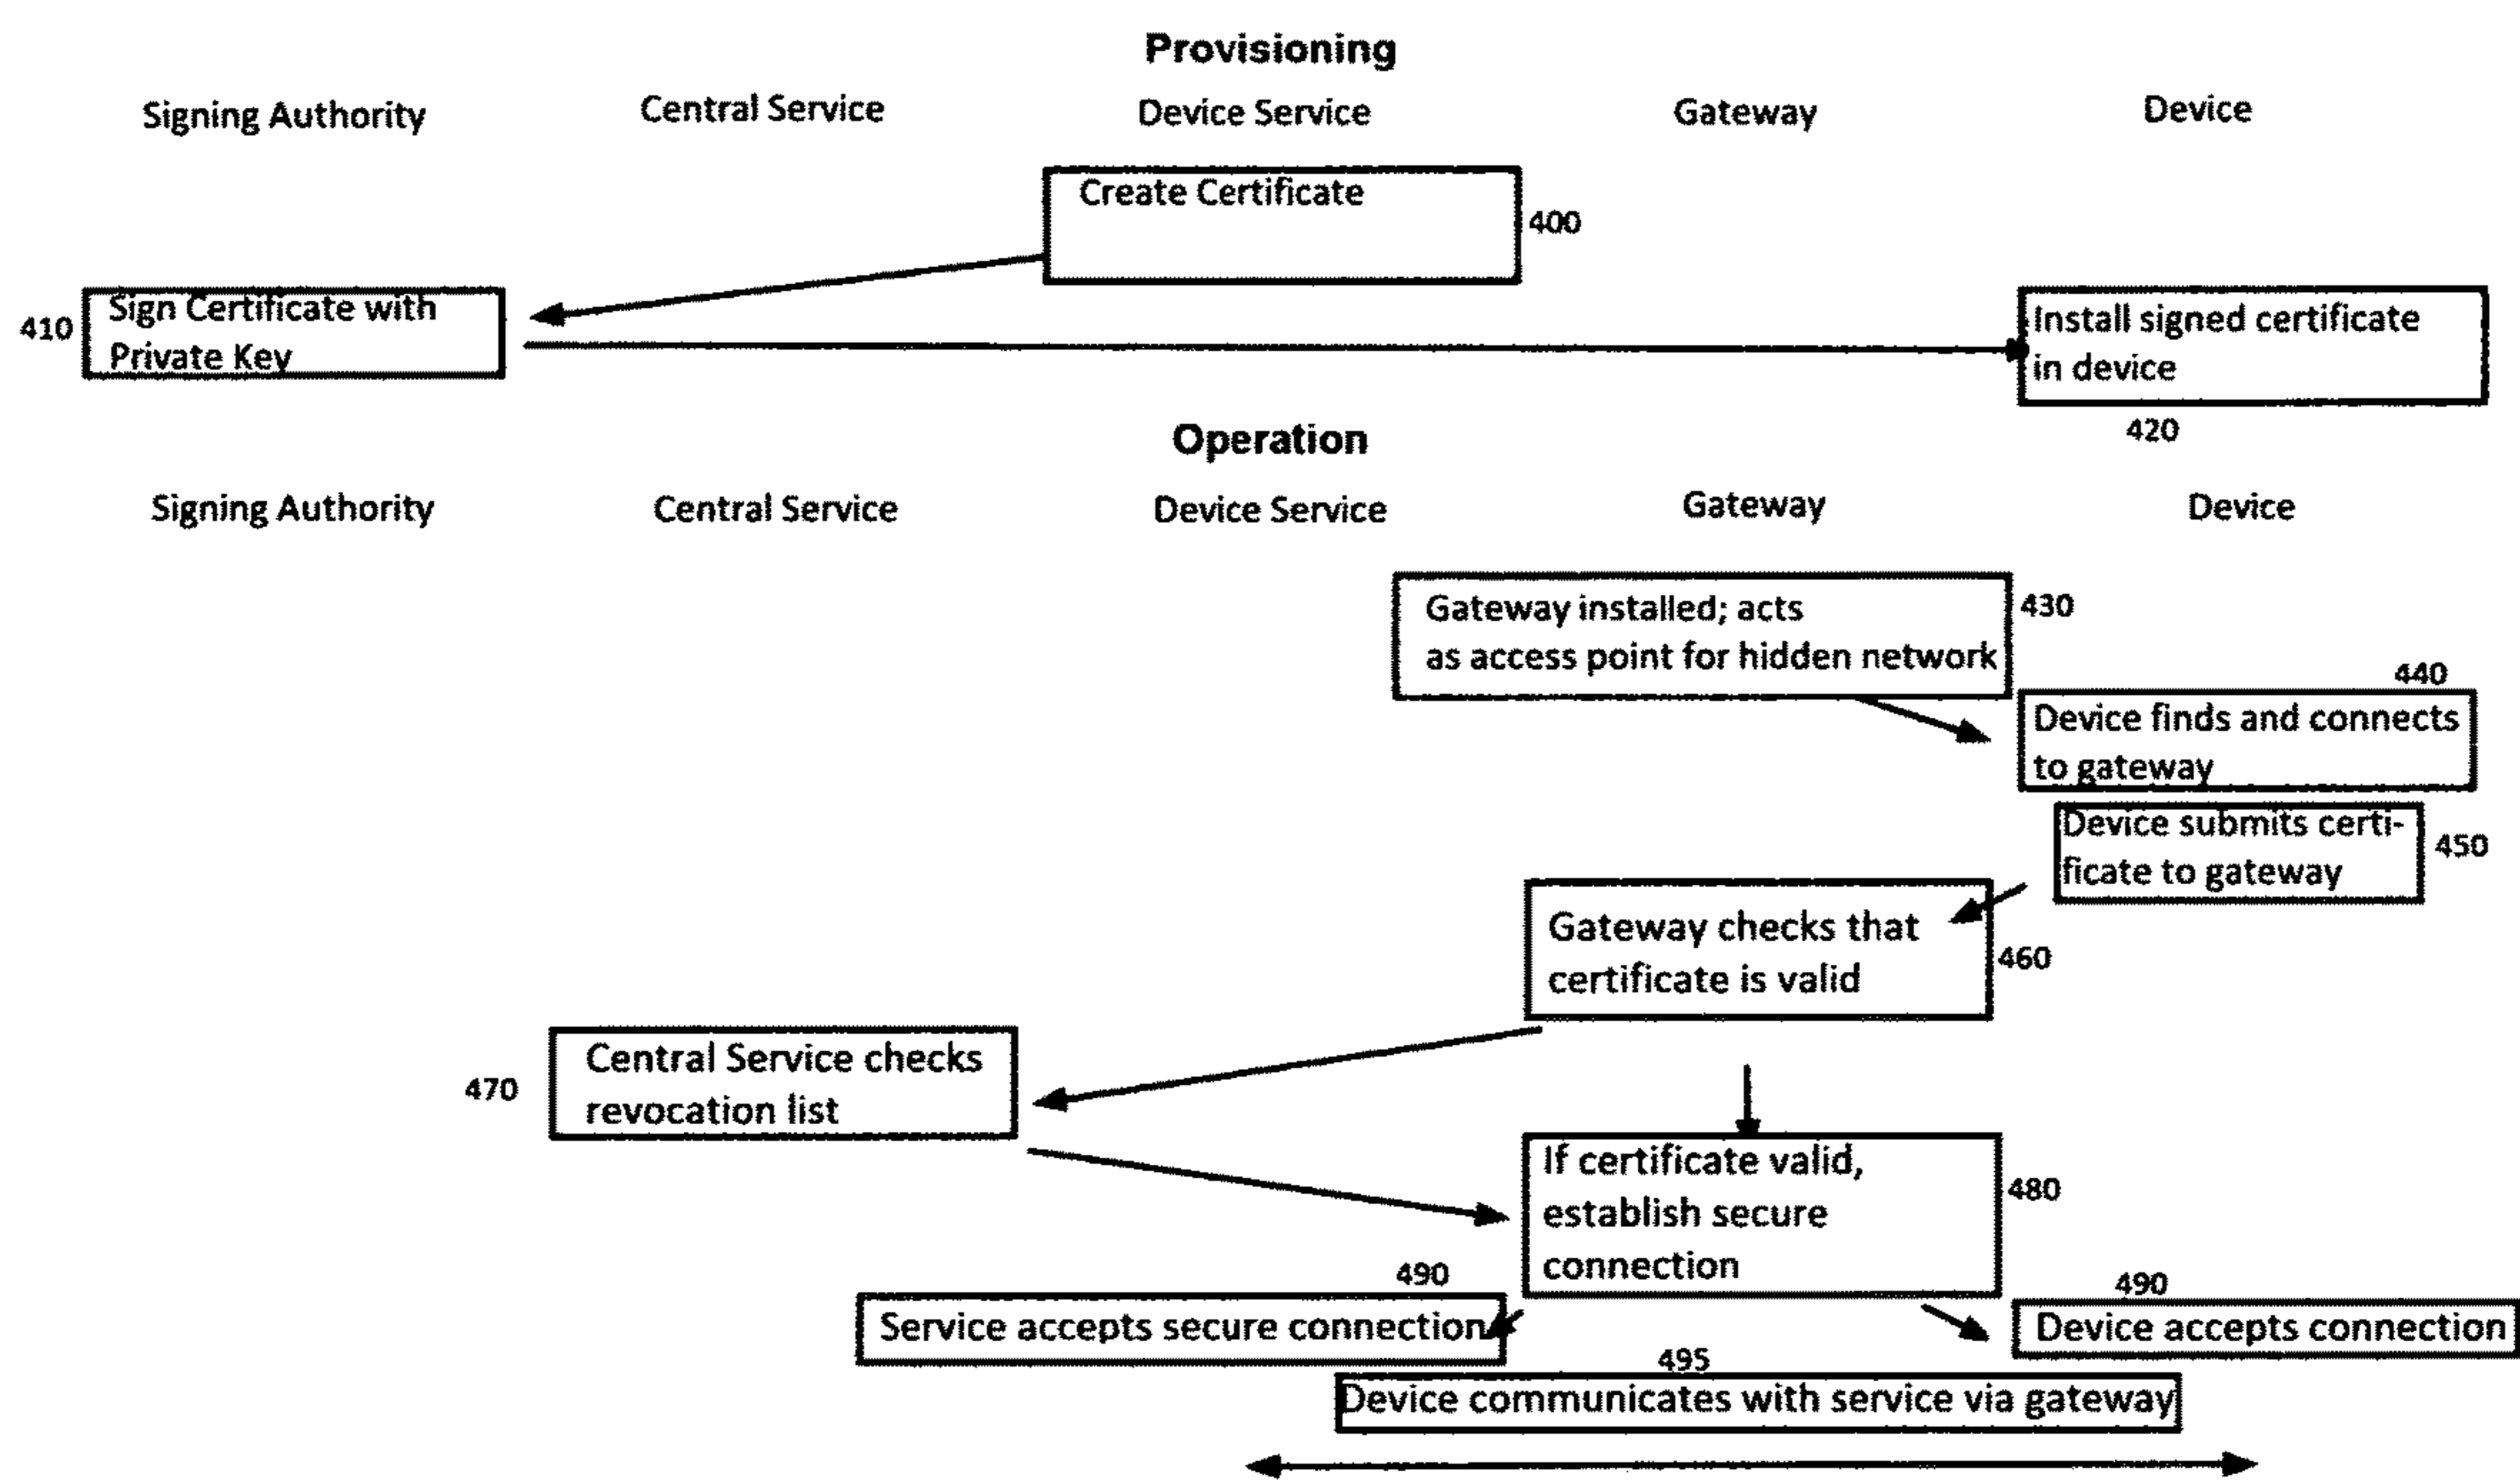 Provisioning
Signing Authority Central Service Device Service Gateway Device
Create Certificate
400
410
Sign Certificate with
Private Key
Install signed certificate
in device
420
Operation
Signing Authority Central Service Device Service Gateway Device
Gateway installed; acts
as access point for hidden network
430
440
Device finds and connects
to gateway
Device submits certi-
ficate to gateway
450
Gateway checks that
certificate is valid
460
470
Central Service checks
revocation list
If certificate valid,
establish secure
connection
480
490
Service accepts secure connection
490
Device accepts connection
495
Device communicates with service via gateway